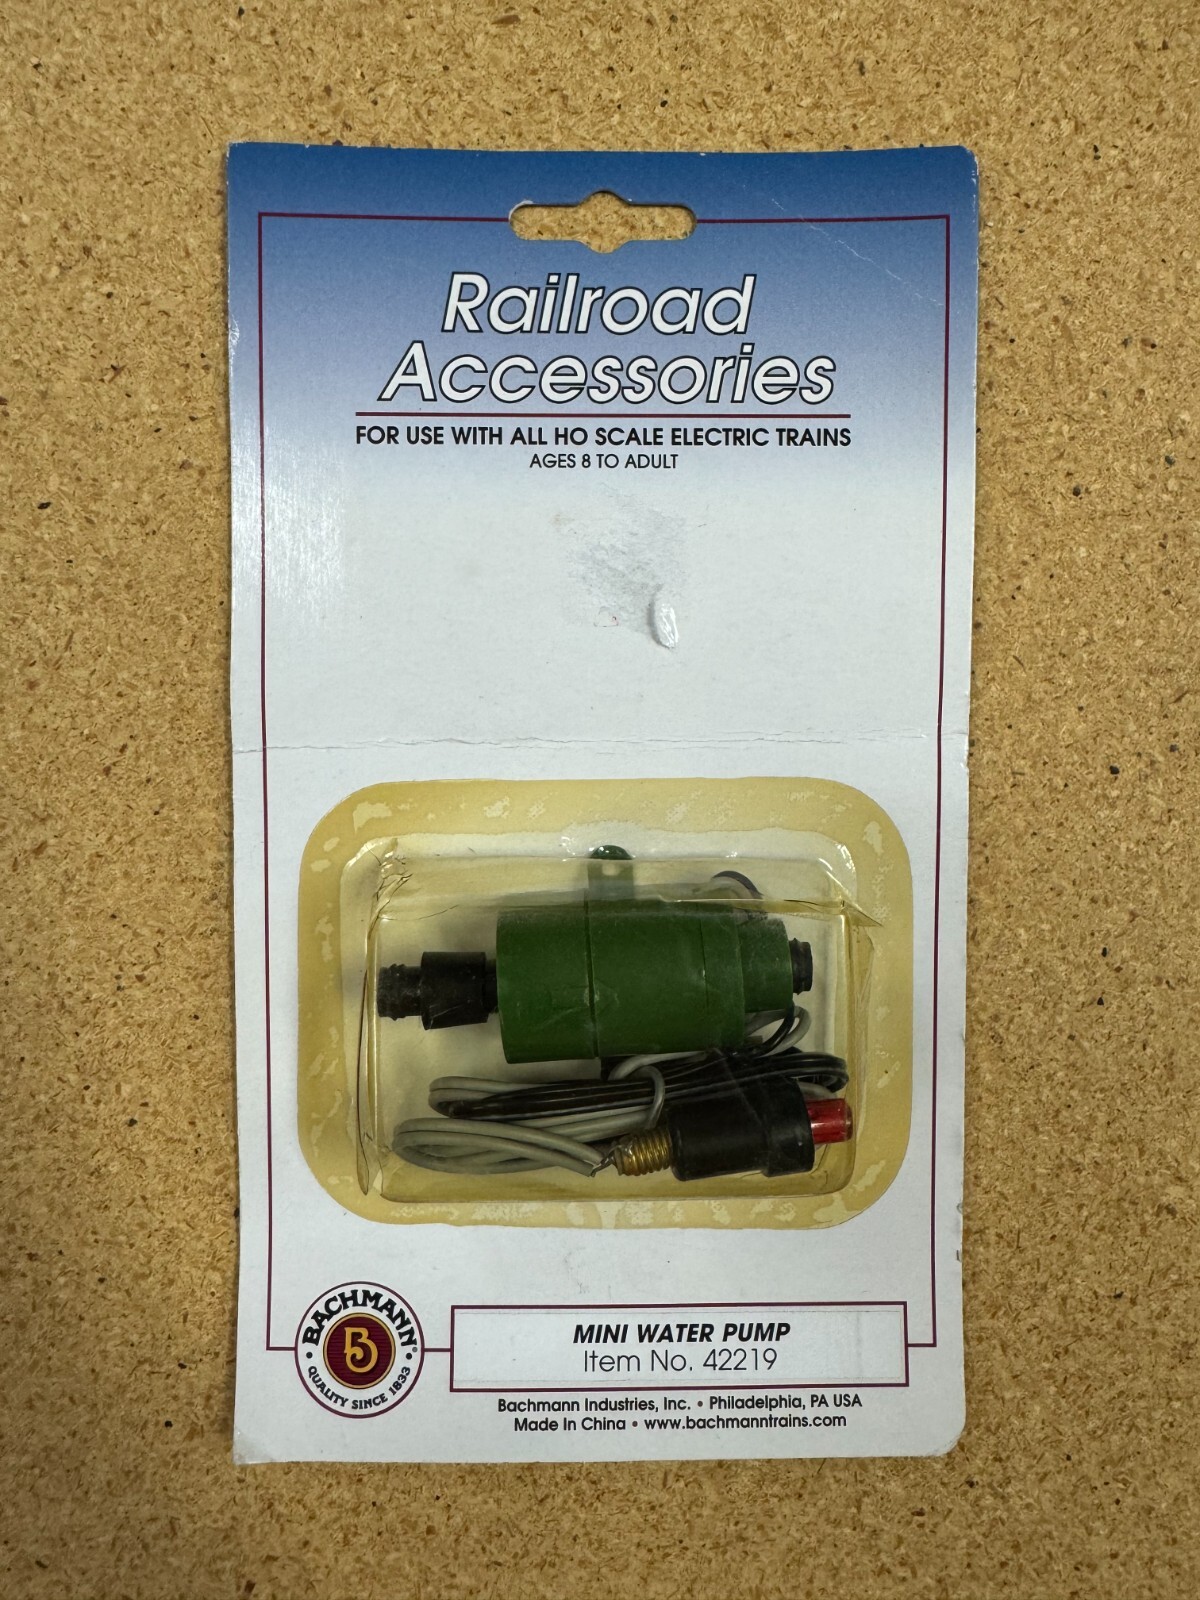 Railroad
Accessories
FOR USE WITH ALL HO SCALE ELECTRIC TRAINS
AGES 8 TO ADULT
BACHMANN®
B
• QUALITY SINCE 1833 •
MINI WATER PUMP
Item No. 42219
Bachmann Industries, Inc. • Philadelphia, PA USA
Made In China • www.bachmanntrains.com